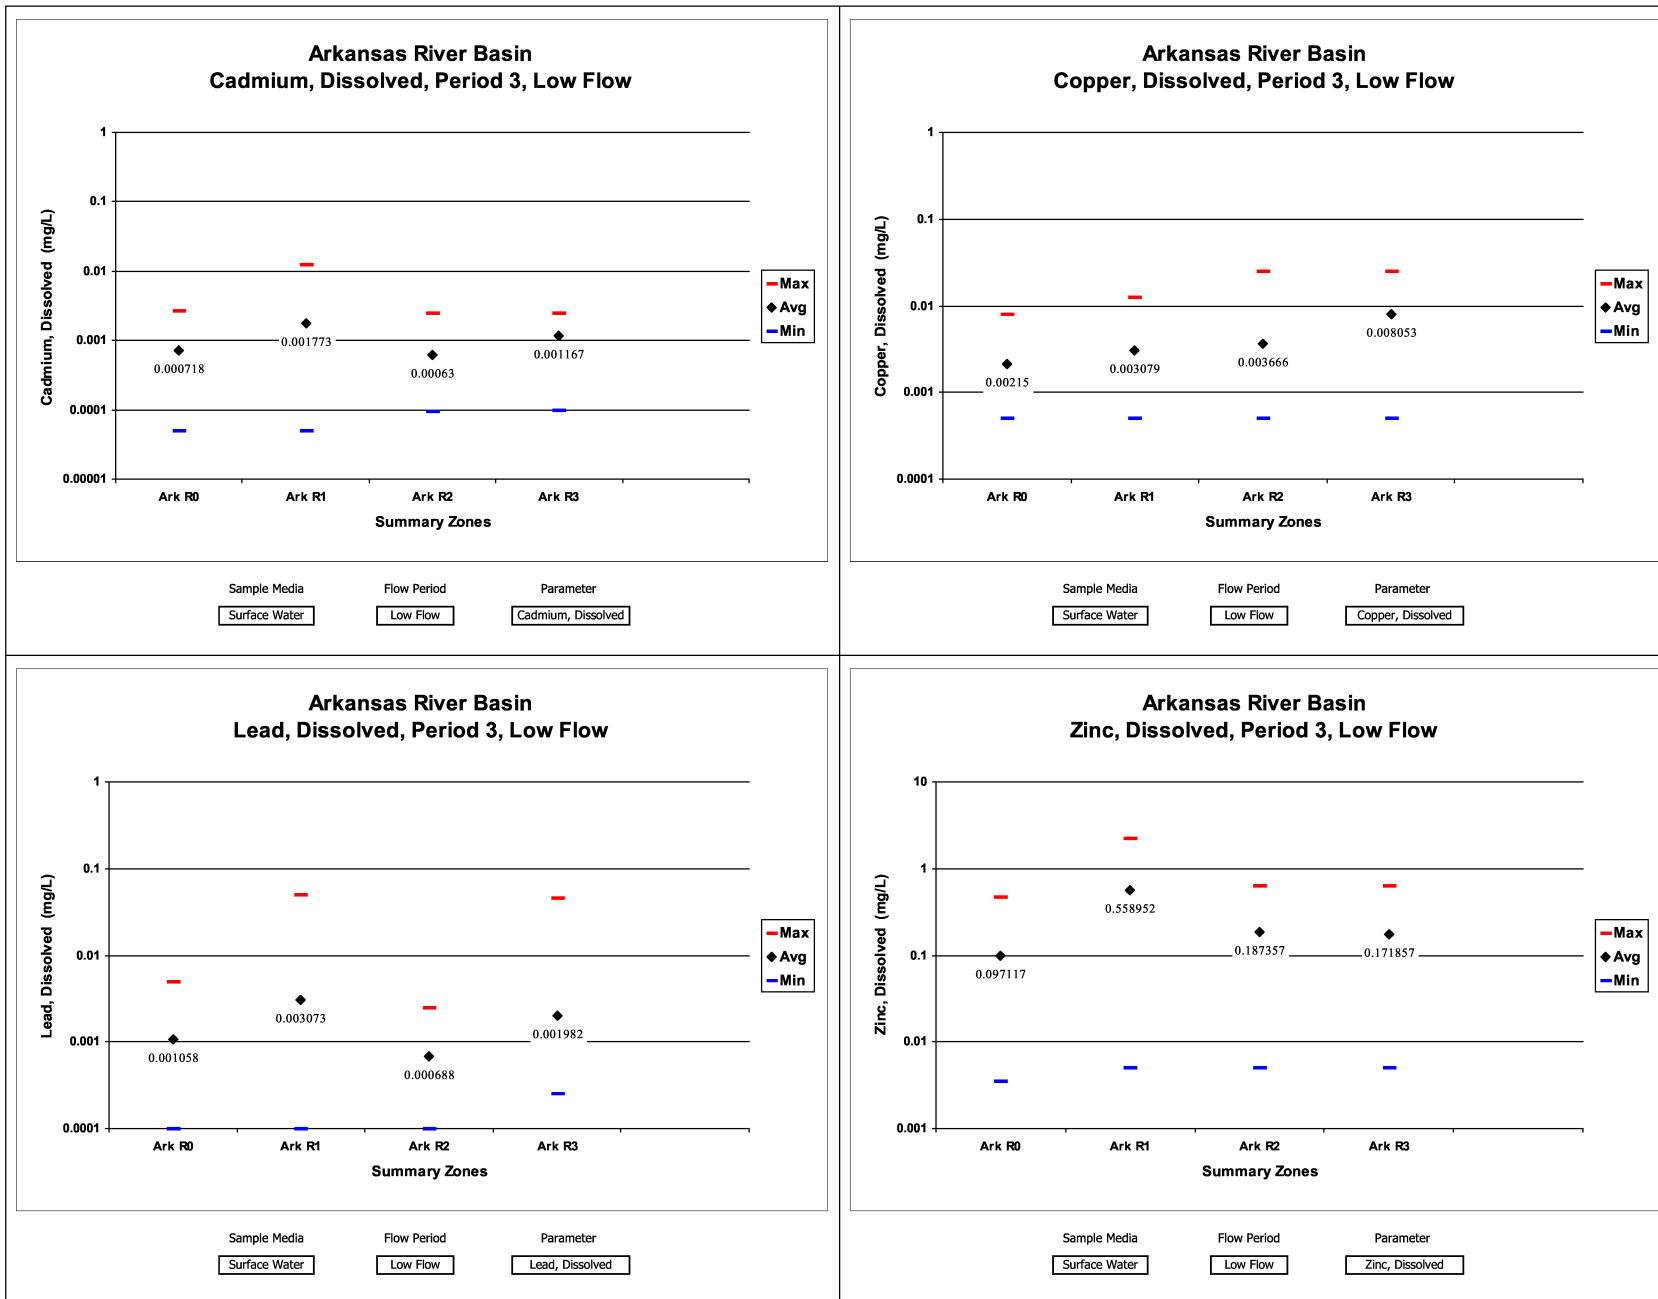 Arkansas River Basin
Cadmium, Dissolved, Period 3, Low Flow
Cadmium, Dissolved (mg/L)
1
0.1
0.01
0.001
0.0001
0.00001
0.000718
0.001773
0.00063
0.001167
Ark R0
Ark R1
Ark R2
Ark R3
Summary Zones
Max
Avg
Min
Sample Media
Flow Period
Parameter
Surface Water
Low Flow
Cadmium, Dissolved
Arkansas River Basin
Copper, Dissolved, Period 3, Low Flow
Copper, Dissolved (mg/L)
1
0.1
0.01
0.001
0.0001
0.00215
0.003079
0.003666
0.008053
Ark R0
Ark R1
Ark R2
Ark R3
Summary Zones
Max
Avg
Min
Sample Media
Flow Period
Parameter
Surface Water
Low Flow
Copper, Dissolved
Arkansas River Basin
Lead, Dissolved, Period 3, Low Flow
Lead, Dissolved (mg/L)
1
0.1
0.01
0.001
0.0001
0.001058
0.003073
0.000688
0.001982
Ark R0
Ark R1
Ark R2
Ark R3
Summary Zones
Max
Avg
Min
Sample Media
Flow Period
Parameter
Surface Water
Low Flow
Lead, Dissolved
Arkansas River Basin
Zinc, Dissolved, Period 3, Low Flow
Zinc, Dissolved (mg/L)
10
1
0.1
0.01
0.001
0.097117
0.558952
0.187357
0.171857
Ark R0
Ark R1
Ark R2
Ark R3
Summary Zones
Max
Avg
Min
Sample Media
Flow Period
Parameter
Surface Water
Low Flow
Zinc, Dissolved